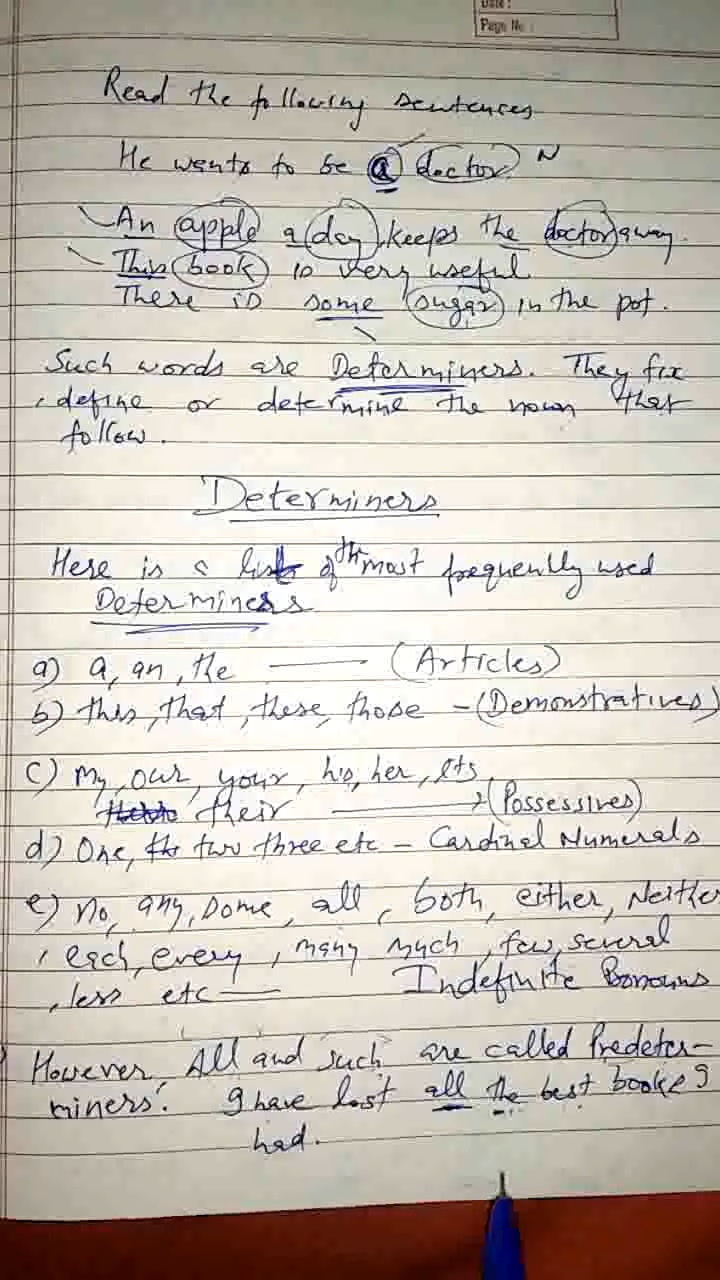 Date:
Page No:
Read the following sentences
He wants to be a doctor. N
An apple a day keeps the doctor away.
This book is very useful.
There is some sugar in the pot.
Such words are Determiners. They fix
, define or determine the noun that
follow.
Determiners
Here is a list of the most frequently used
Determiners
a) a, an, the — (Articles)
b) this, that, these, those - (Demonstratives)
c) My, our, your, his, her, its
their → (Possessives)
d) One, two three etc - Cardinal Numerals
e) No, any, some, all, both, either, Neither
, each, every, many much, few, several
, less etc — Indefinite Pronouns
However, All and such are called Predeter-
miners. I have lost all the best books I
had.